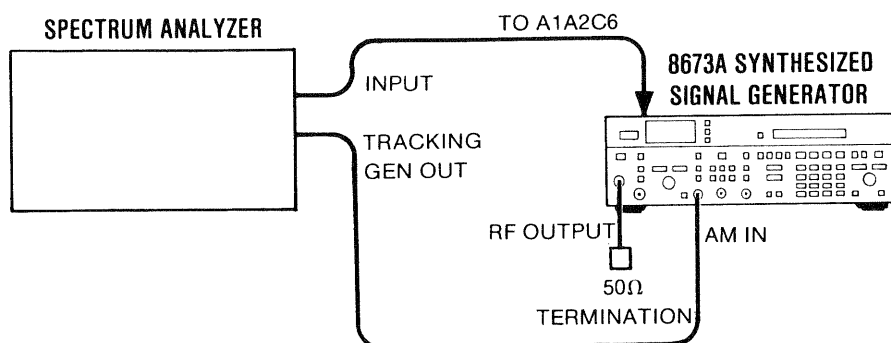 SPECTRUM ANALYZER
TO A1A2C6
INPUT
8673A SYNTHESIZED
SIGNAL GENERATOR
TRACKING
GEN OUT
RF OUTPUT
AM IN
50Ω
TERMINATION